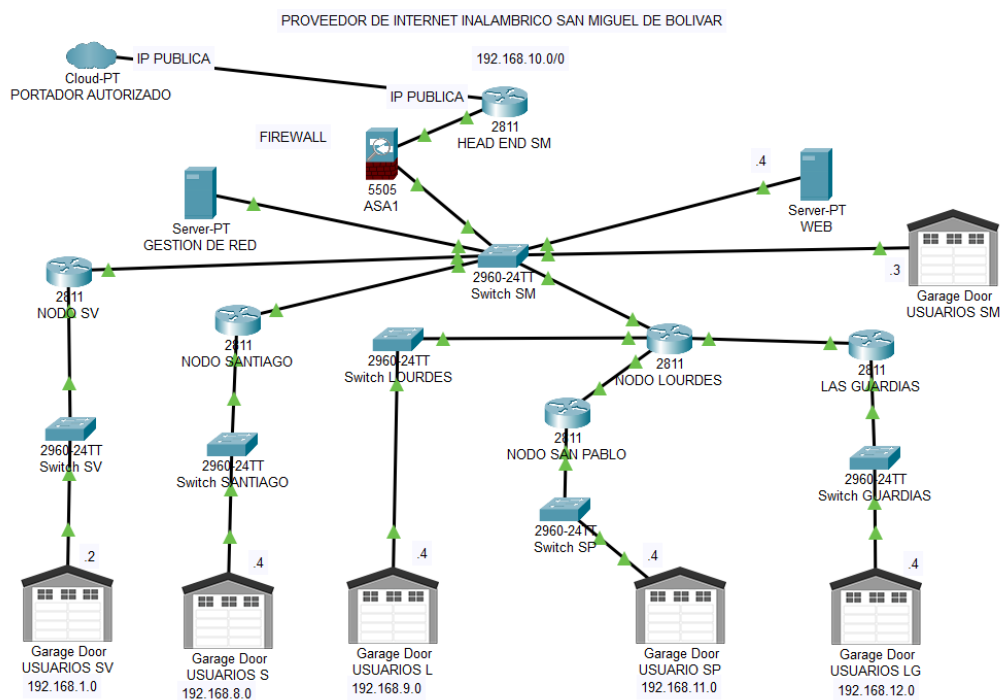 PROVEEDOR DE INTERNET INALAMBRICO SAN MIGUEL DE BOLIVAR
IP PUBLICA
192.168.10.0/0
Cloud-PT
PORTADOR AUTORIZADO
IP PUBLICA
2811
HEAD END SM
FIREWALL
5505
ASA1
.4
Server-PT
GESTION DE RED
Server-PT
WEB
2960-24TT
Switch SM
.3
Garage Door
USUARIOS SM
2811
NODO SV
2811
NODO SANTIAGO
2960-24TT
Switch LOURDES
2811
NODO LOURDES
2811
LAS GUARDIAS
2811
NODO SAN PABLO
2960-24TT
Switch SV
2960-24TT
Switch SANTIAGO
2960-24TT
Switch GUARDIAS
2960-24TT
Switch SP
.2
.4
.4
.4
.4
Garage Door
USUARIOS SV
192.168.1.0
Garage Door
USUARIOS S
192.168.8.0
Garage Door
USUARIOS L
192.168.9.0
Garage Door
USUARIO SP
192.168.11.0
Garage Door
USUARIOS LG
192.168.12.0